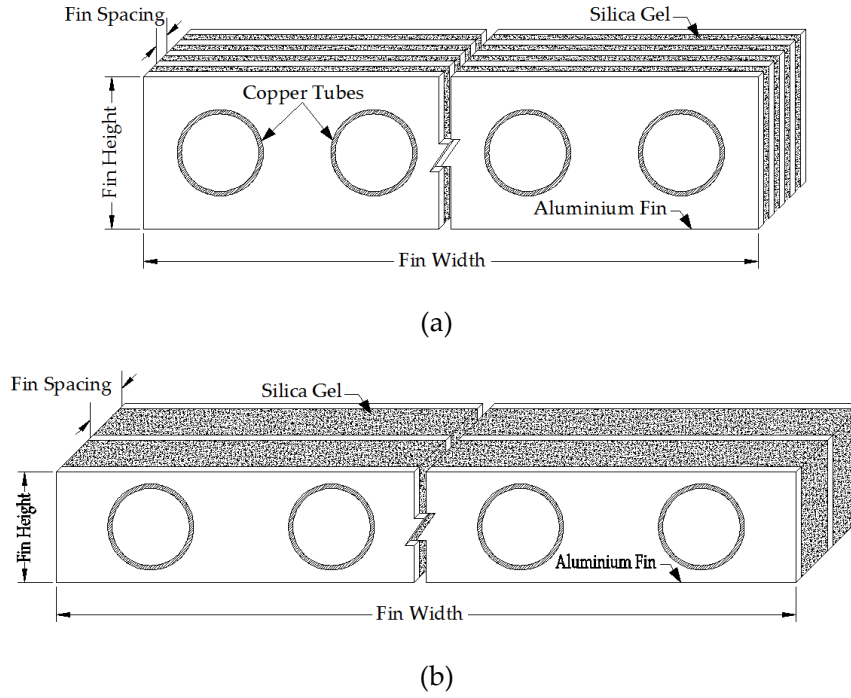 Fin Spacing
Silica Gel
Copper Tubes
Fin Height
Aluminium Fin
Fin Width
(a)
Fin Spacing
Silica Gel
Fin Height
Aluminium Fin
Fin Width
(b)